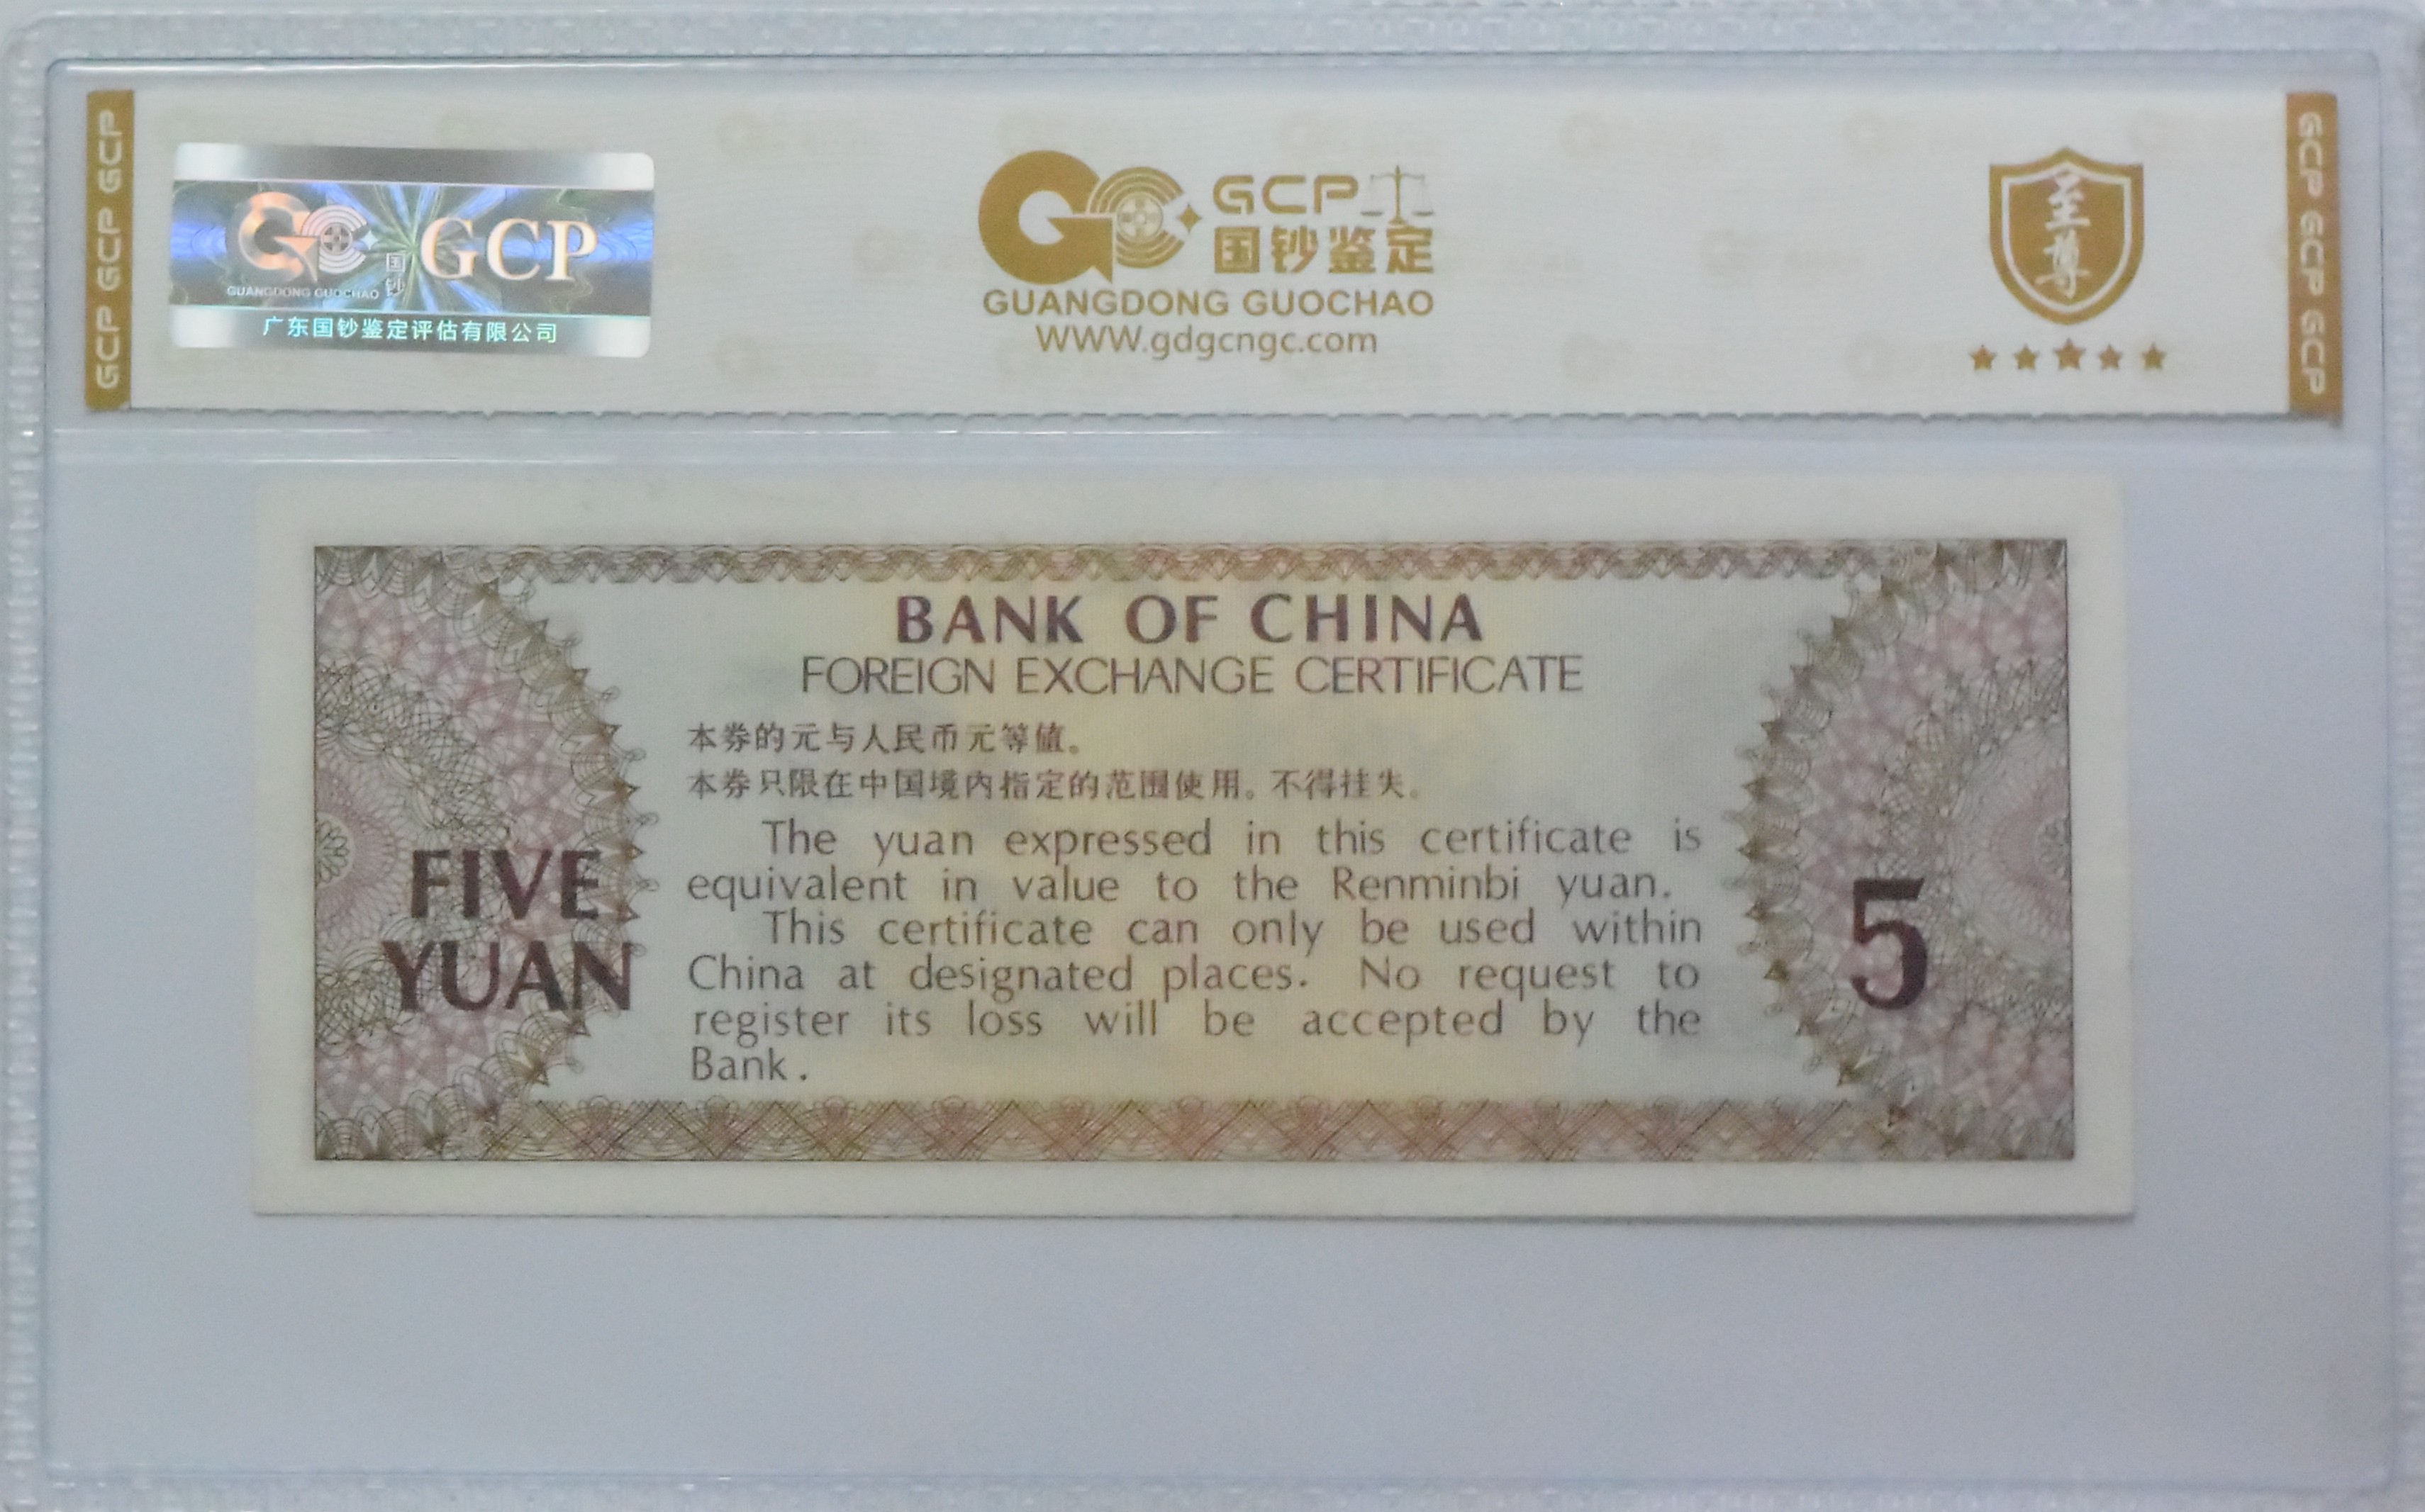 GCP GCP GCP
GC 国钞 GCP
GUANGDONG GUOCHAO
广东国钞鉴定评估有限公司
GCP
国钞鉴定
GUANGDONG GUOCHAO
WWW.gdgcngc.com
至尊
GCP GCP GCP
BANK OF CHINA
FOREIGN EXCHANGE CERTIFICATE
本券的元与人民币元等值。
本券只限在中国境内指定的范围使用。不得挂失。
The yuan expressed in this certificate is
equivalent in value to the Renminbi yuan.
This certificate can only be used within
China at designated places. No request to
register its loss will be accepted by the
Bank.
FIVE
YUAN
5